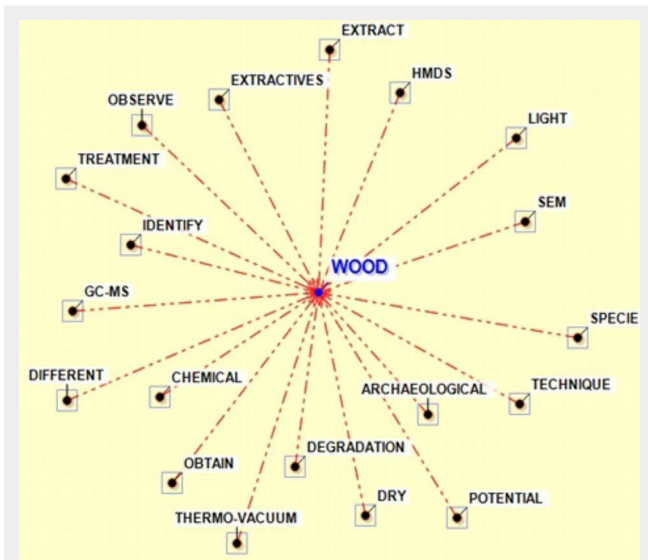 EXTRACT
HMDS
EXTRACTIVES
OBSERVE
LIGHT
TREATMENT
SEM
IDENTIFY
WOOD
GC-MS
SPECIE
DIFFERENT
CHEMICAL
ARCHAEOLOGICAL
TECHNIQUE
DEGRADATION
OBTAIN
DRY
POTENTIAL
THERMO-VACUUM